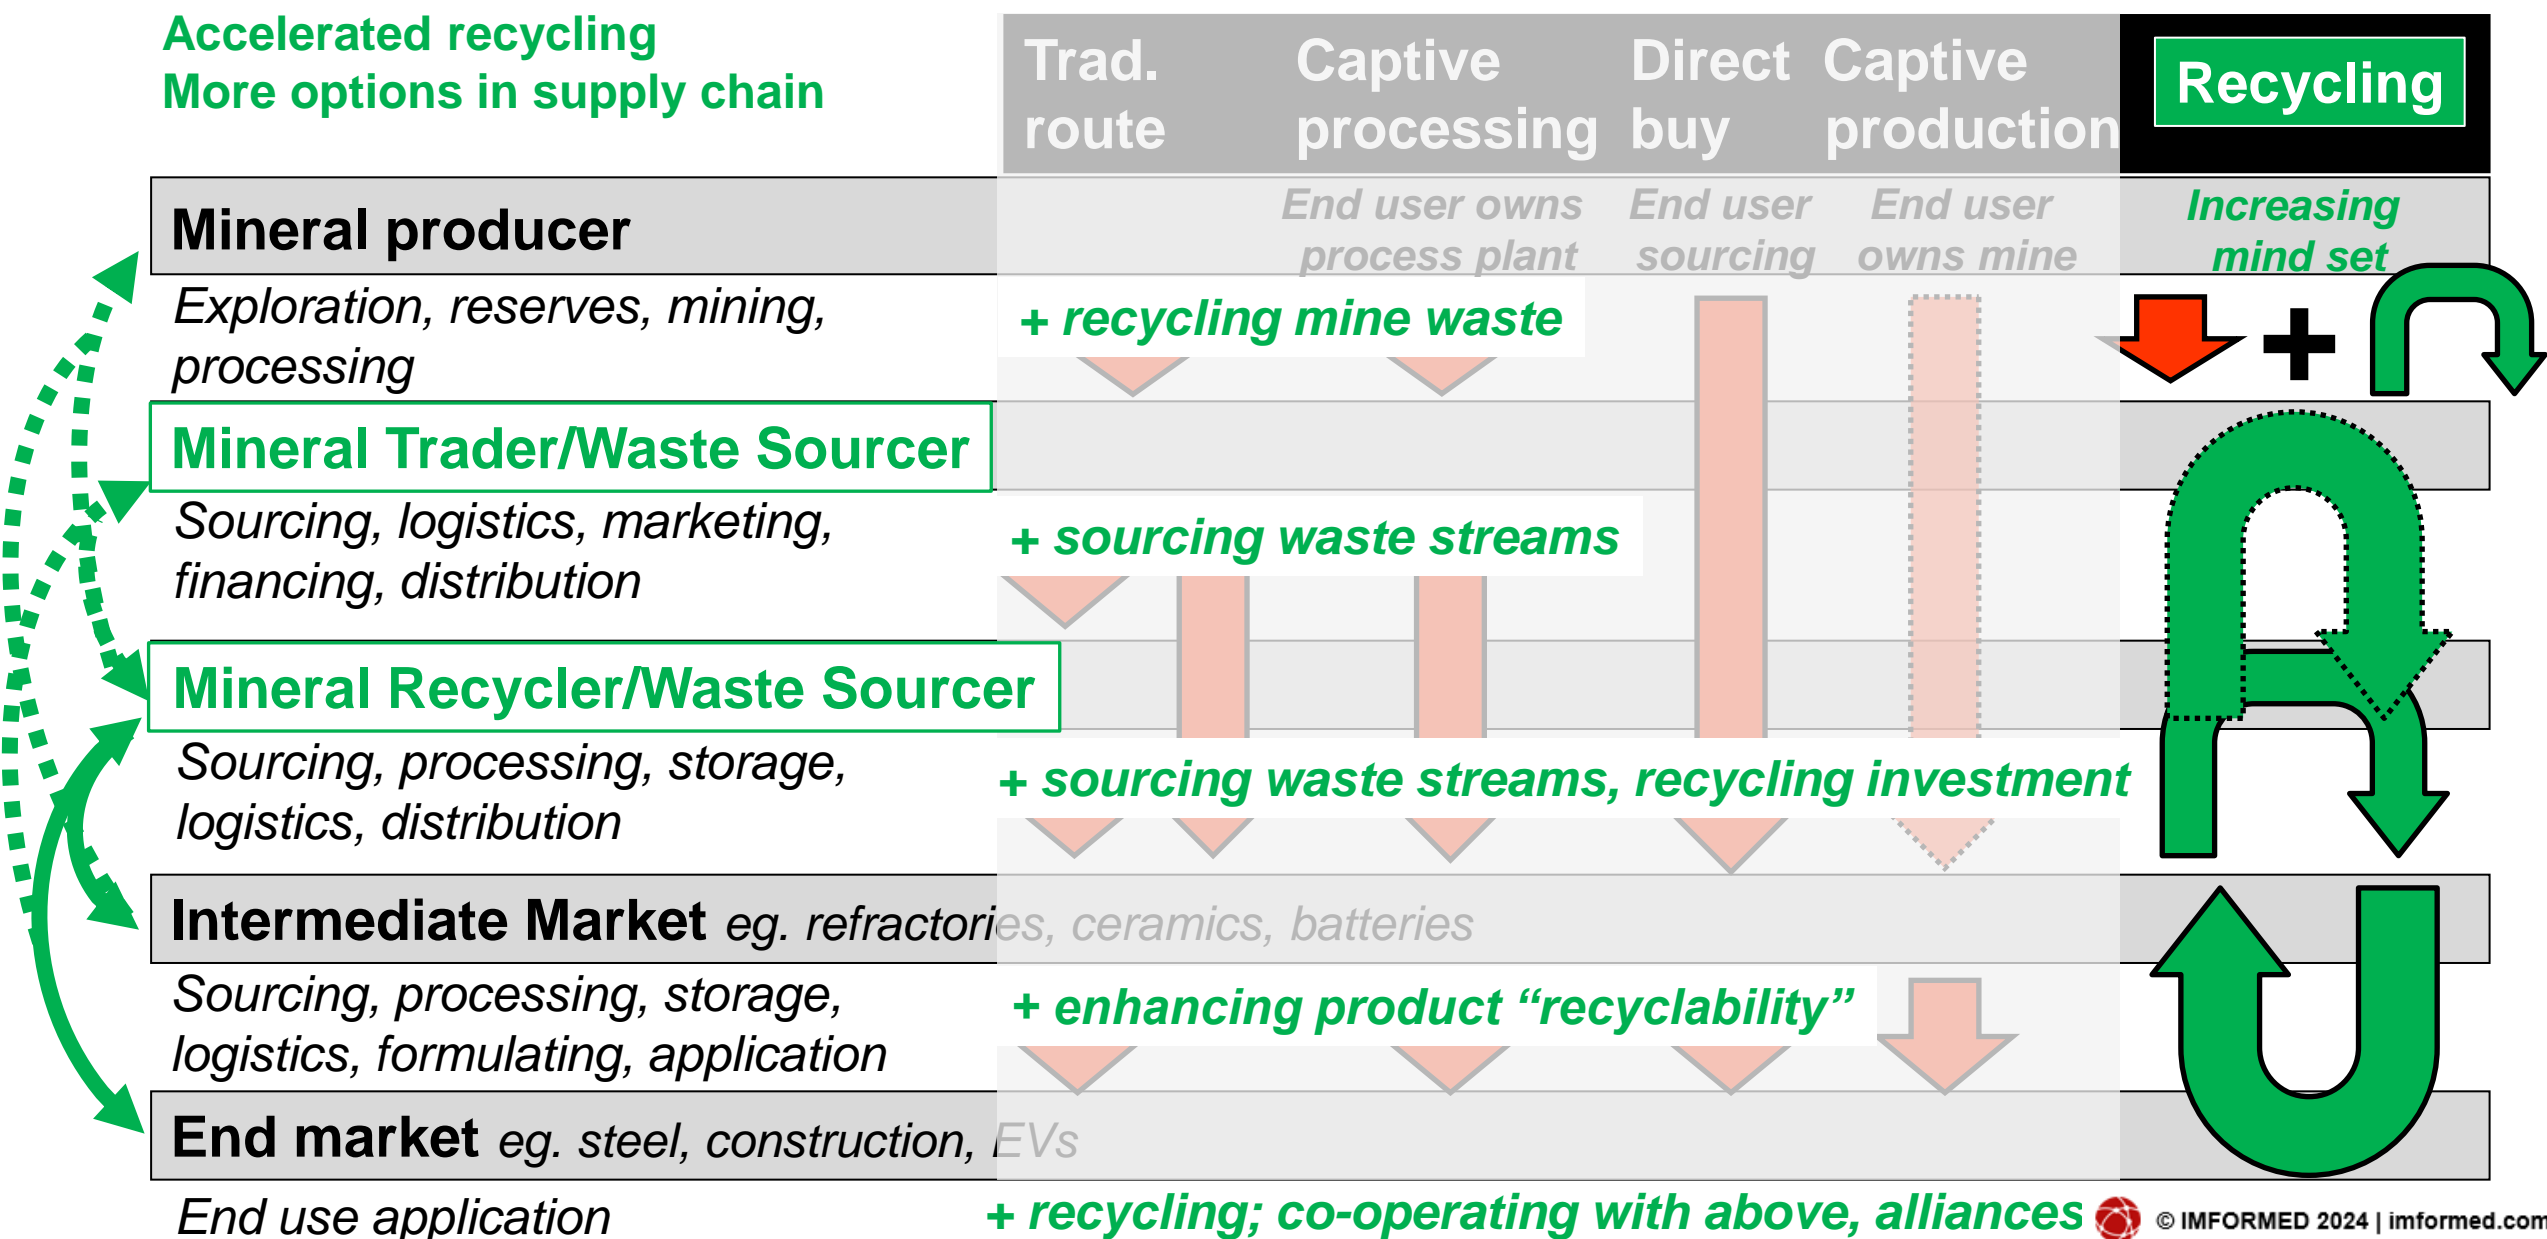 Accelerated recycling
More options in supply chain
Trad.
route
Captive
processing
Direct
buy
Captive
production
Recycling
Mineral producer
End user owns
process plant
End user
sourcing
End user
owns mine
Increasing
mind set
Exploration, reserves, mining,
processing
+ recycling mine waste
+
Mineral Trader/Waste Sourcer
Sourcing, logistics, marketing,
financing, distribution
+ sourcing waste streams
Mineral Recycler/Waste Sourcer
Sourcing, processing, storage,
logistics, distribution
+ sourcing waste streams, recycling investment
Intermediate Market eg. refractories, ceramics, batteries
Sourcing, processing, storage,
logistics, formulating, application
+ enhancing product “recyclability”
End market eg. steel, construction, EVs
End use application
+ recycling; co-operating with above, alliances
© IMFORMED 2024 | imformed.com